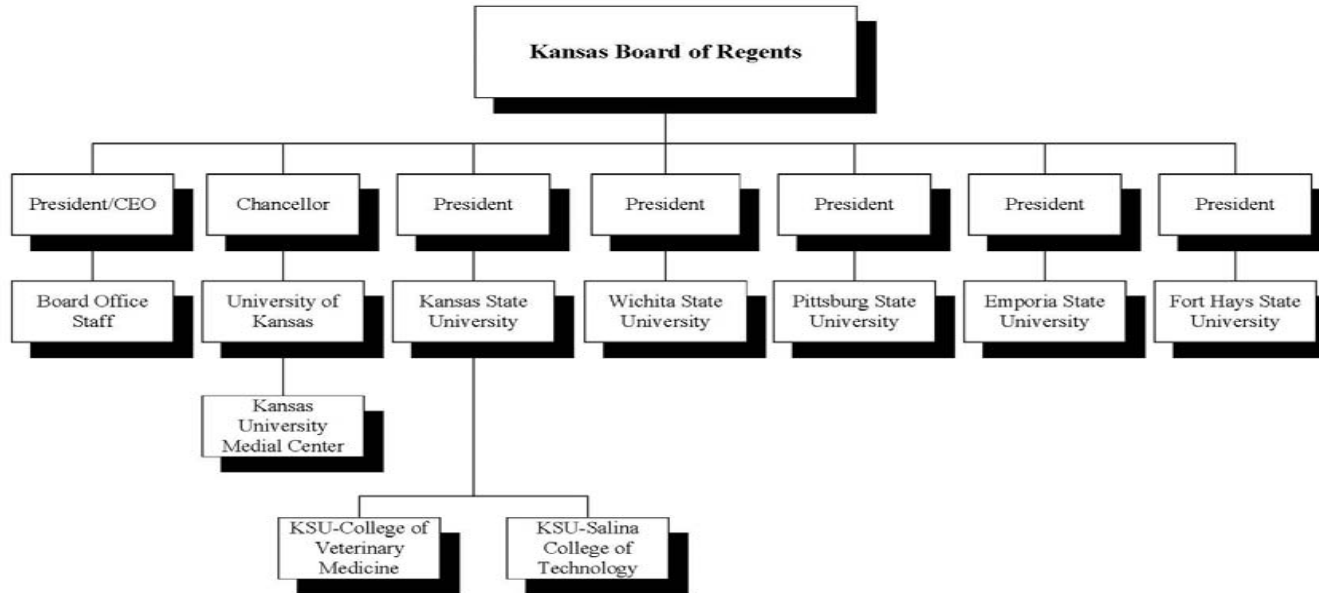 Kansas Board of Regents
President/CEO
Chancellor
President
President
President
President
President
Board Office
Staff
University of
Kansas
Kansas State
University
Wichita State
University
Pittsburg State
University
Emporia State
University
Fort Hays State
University
Kansas
University
Medial Center
KSU-College of
Veterinary
Medicine
KSU-Salina
College of
Technology